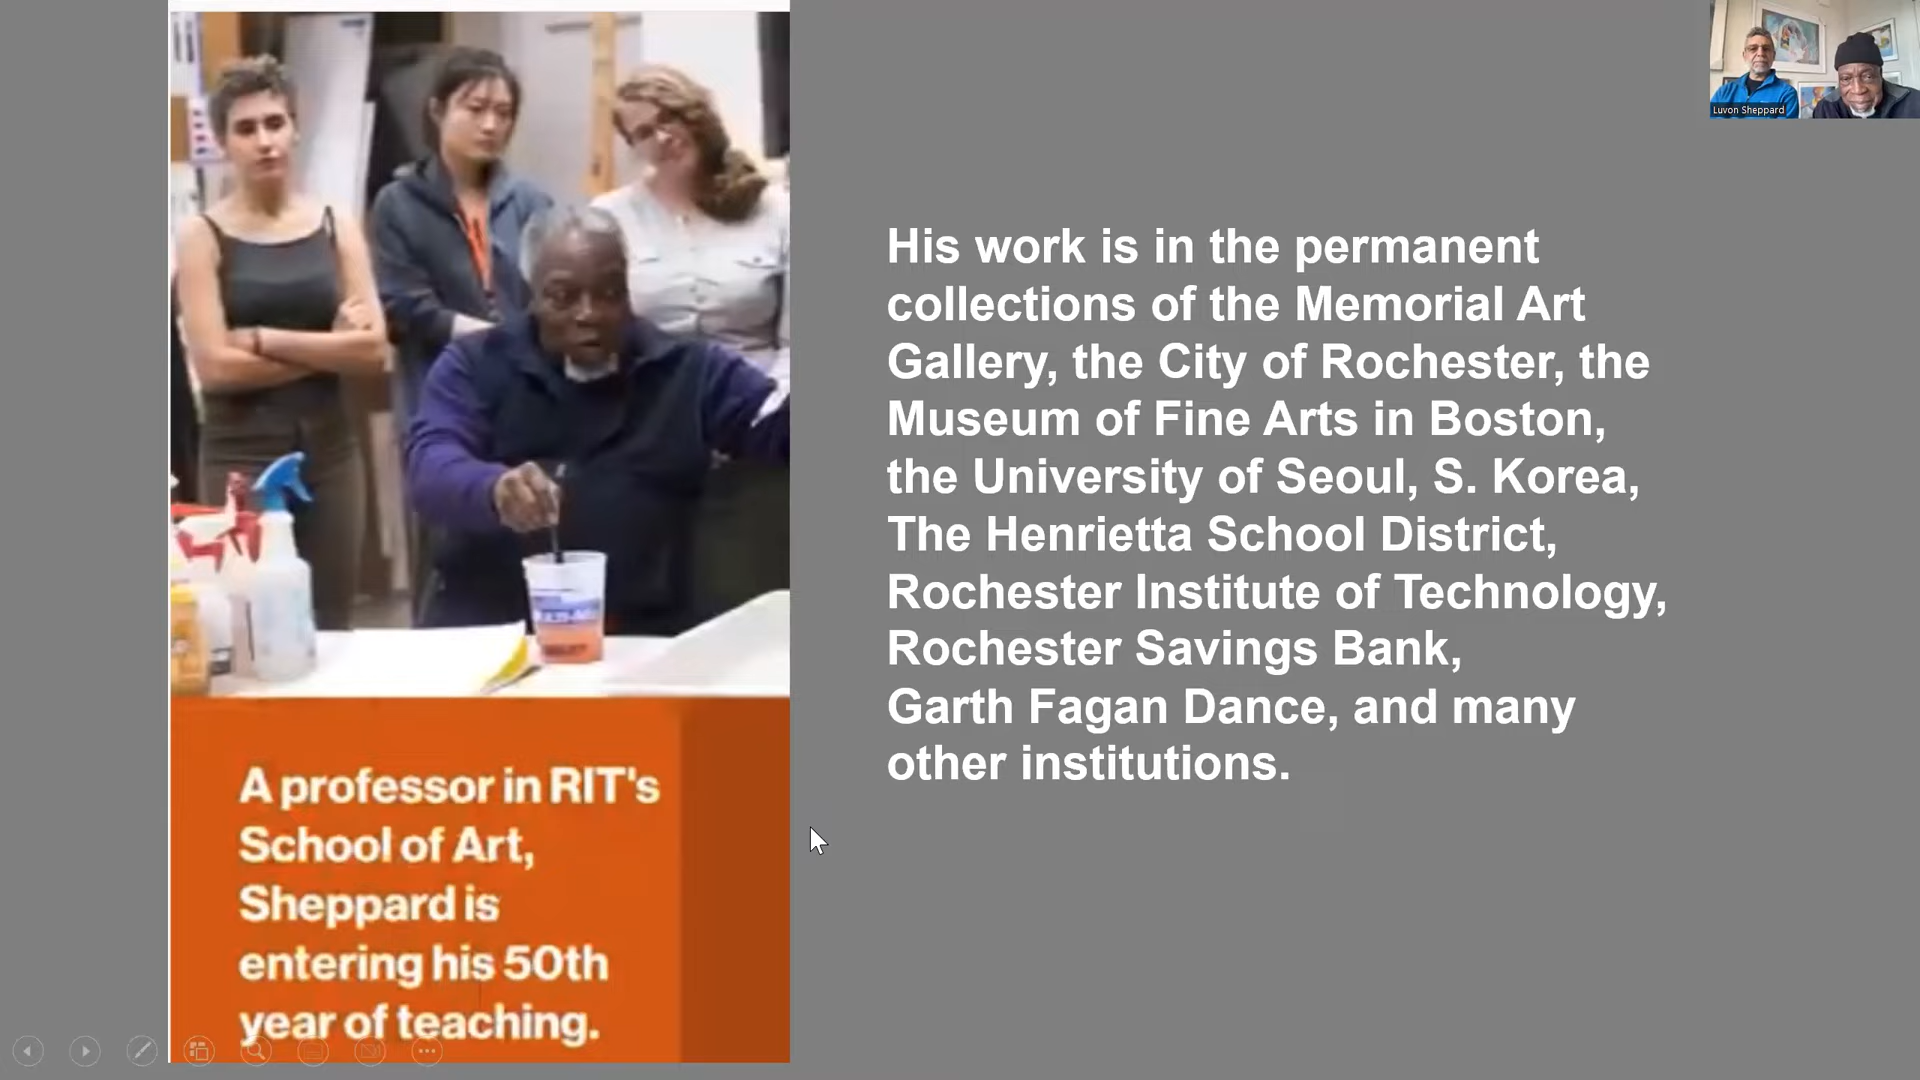 Luvon Sheppard
His work is in the permanent
collections of the Memorial Art
Gallery, the City of Rochester, the
Museum of Fine Arts in Boston,
the University of Seoul, S. Korea,
The Henrietta School District,
Rochester Institute of Technology,
Rochester Savings Bank,
Garth Fagan Dance, and many
other institutions.
A professor in RIT's
School of Art,
Sheppard is
entering his 50th
year of teaching.